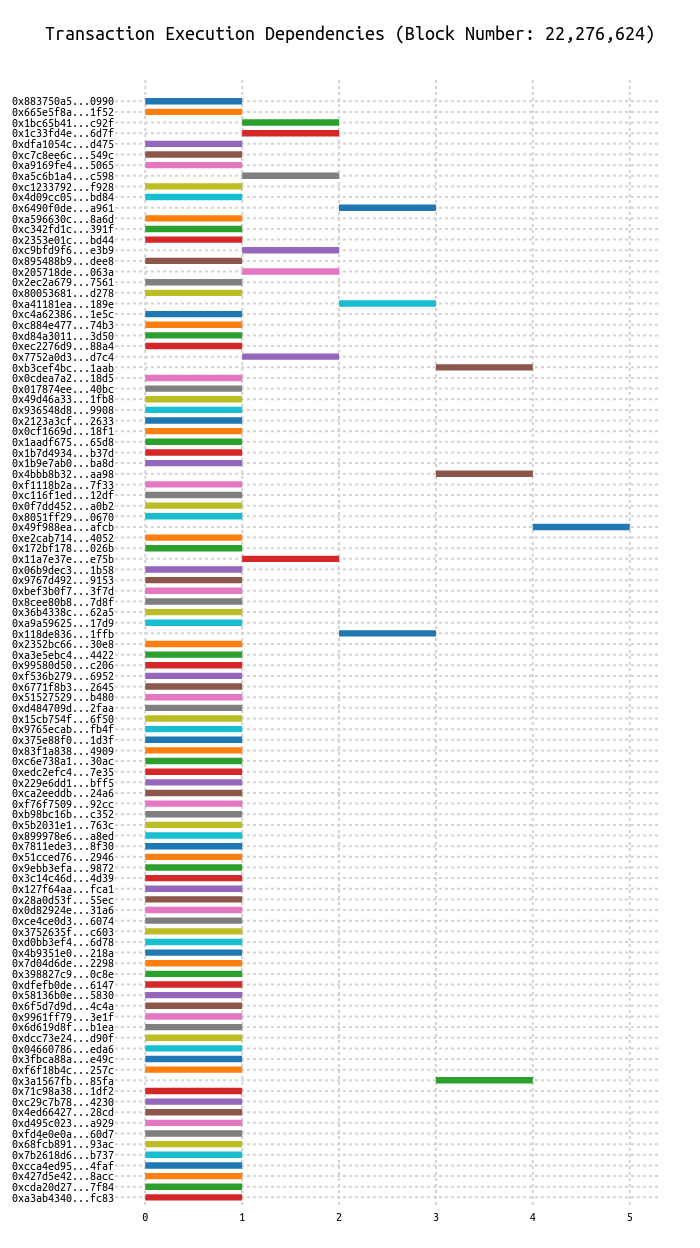 Transaction Execution Dependencies (Block Number: 22,276,624)
0x883750a5...0990
0x665e5f8a...1f52
0x1bc65b41...c92f
0x1c33fd4e...6d7f
0xdfa1054c...d475
0xc7c8ee6c...549c
0xa9169fe4...5065
0xa5c6b1a4...c598
0xc1233792...f928
0x4d09cc05...bd84
0x6490f0de...a961
0xa596630c...8a6d
0xc342fd1c...391f
0x2353e01c...bd44
0xc9bfd9f6...e3b9
0x895488b9...dee8
0x205718de...063a
0x2ec2a679...7561
0x80053681...d278
0xa41181ea...189e
0xc4a62386...1e5c
0xc884e477...74b3
0xd84a3011...3d50
0xec2276d9...88a4
0x7752a0d3...d7c4
0xb3cef4bc...1aab
0x0cdea7a2...18d5
0x017874ee...40bc
0x49d46a33...1fb8
0x936548d8...9908
0x2123a3cf...2633
0x0cf1669d...18f1
0x1aadf675...65d8
0x1b7d4934...b37d
0x1b9e7ab0...ba8d
0x4bbb8b32...aa98
0xf1118b2a...7f33
0xc116f1ed...12df
0x0f7dd452...a0b2
0x8051ff29...0670
0x49f988ea...afcb
0xe2cab714...4052
0x172bf178...026b
0x11a7e37e...e75b
0x06b9dec3...1b58
0x9767d492...9153
0xbef3b0f7...3f7d
0x8cee80b8...7d8f
0x36b4338c...62a5
0xa9a59625...17d9
0x118de836...1ffb
0x2352bc66...30e8
0xa3e5ebc4...4422
0x99580d50...c206
0xf536b279...6952
0x6771f8b3...2645
0x51527529...b480
0xd484709d...2faa
0x15cb754f...6f50
0x9765ecab...fb4f
0x375e88f0...1d3f
0x83f1a838...4909
0xc6e738a1...30ac
0xedc2efc4...7e35
0x229e6dd1...bff5
0xca2eeddb...24a6
0xf76f7509...92cc
0xb98bc16b...c352
0x5b2031e1...763c
0x899978e6...a8ed
0x7811ede3...8f30
0x51cced76...2946
0x9ebb3efa...9872
0x3c14c46d...4d39
0x127f64aa...fca1
0x28a0d53f...55ec
0x0d82924e...31a6
0xce4ce0d3...6074
0x3752635f...c603
0xd0bb3ef4...6d78
0x4b9351e0...218a
0x7d04d6de...2298
0x398827c9...0c8e
0xdfefb0de...6147
0x58136b0e...5830
0x6f5d7d9d...4c4a
0x9961ff79...3e1f
0x6d619d8f...b1ea
0xdcc73e24...d90f
0x04660786...eda6
0x3fbca88a...e49c
0xf6f18b4c...257c
0x3a1567fb...85fa
0x71c98a38...1df2
0xc29c7b78...4230
0x4ed66427...28cd
0xd495c023...a929
0xfd4e0e0a...60d7
0x68fcb891...93ac
0x7b2618d6...b737
0xcca4ed95...4faf
0x427d5e42...8acc
0xcda20d27...7f84
0xa3ab4340...fc83
0 1 2 3 4 5